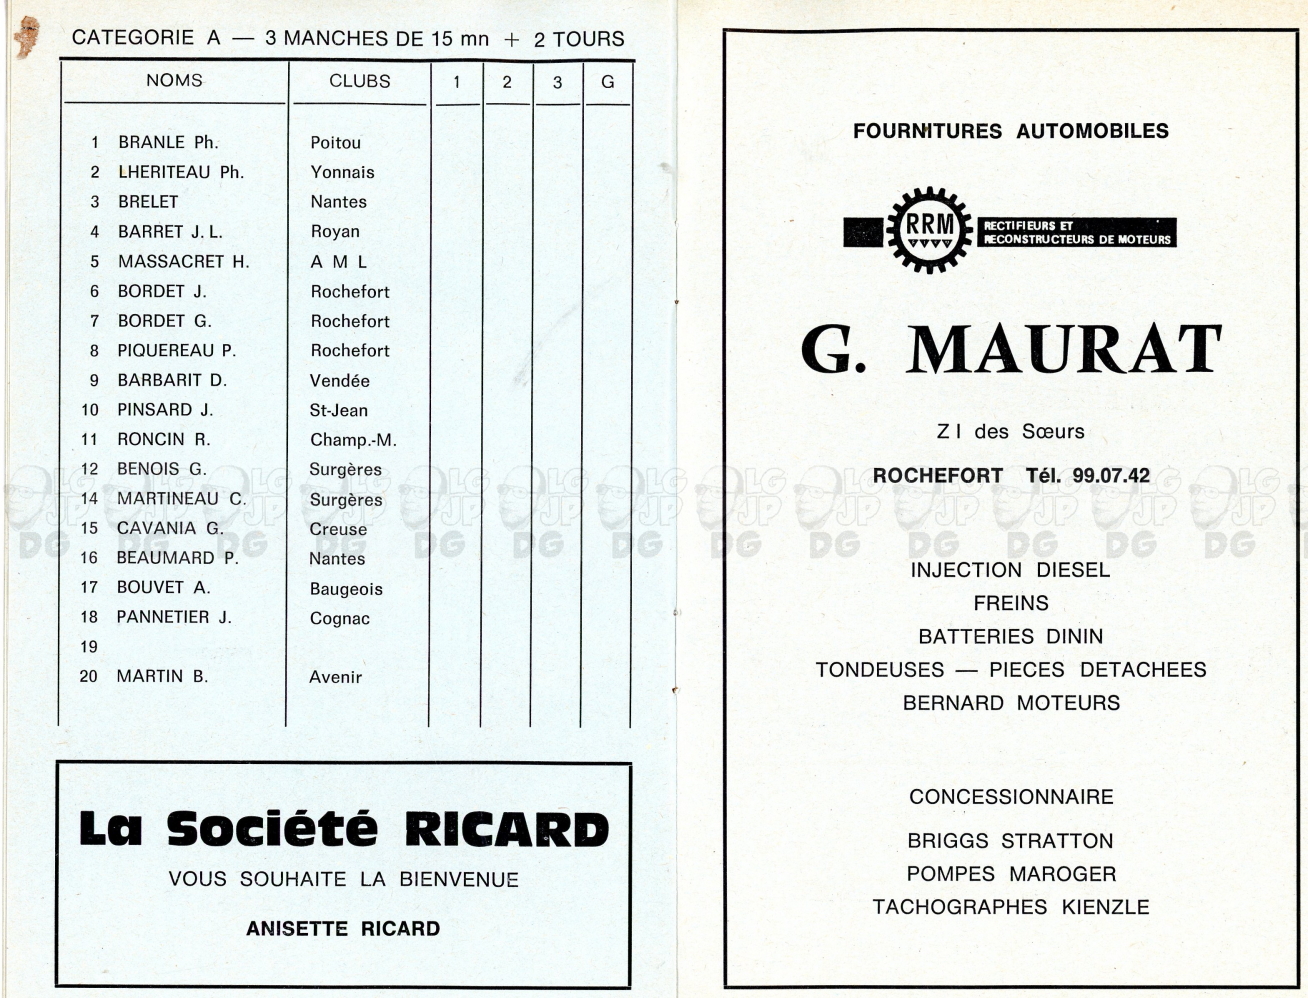 CATEGORIE A — 3 MANCHES DE 15 mn + 2 TOURS
NOMS CLUBS 1 2 3 G
1 BRANLE Ph. Poitou
2 LHERITEAU Ph. Yonnais
3 BRELET Nantes
4 BARRET J. L. Royan
5 MASSACRET H. A M L
6 BORDET J. Rochefort
7 BORDET G. Rochefort
8 PIQUEREAU P. Rochefort
9 BARBARIT D. Vendée
10 PINSARD J. St-Jean
11 RONCIN R. Champ.-M.
12 BENOIS G. Surgères
14 MARTINEAU C. Surgères
15 CAVANIA G. Creuse
16 BEAUMARD P. Nantes
17 BOUVET A. Baugeois
18 PANNETIER J. Cognac
19
20 MARTIN B. Avenir
La Société RICARD
VOUS SOUHAITE LA BIENVENUE
ANISETTE RICARD
FOURNITURES AUTOMOBILES
RRM
RECTIFIEURS ET
RECONSTRUCTEURS DE MOTEURS
G. MAURAT
Z I des Sœurs
ROCHEFORT Tél. 99.07.42
INJECTION DIESEL
FREINS
BATTERIES DININ
TONDEUSES — PIECES DETACHEES
BERNARD MOTEURS
CONCESSIONNAIRE
BRIGGS STRATTON
POMPES MAROGER
TACHOGRAPHES KIENZLE
LG
JP
DG